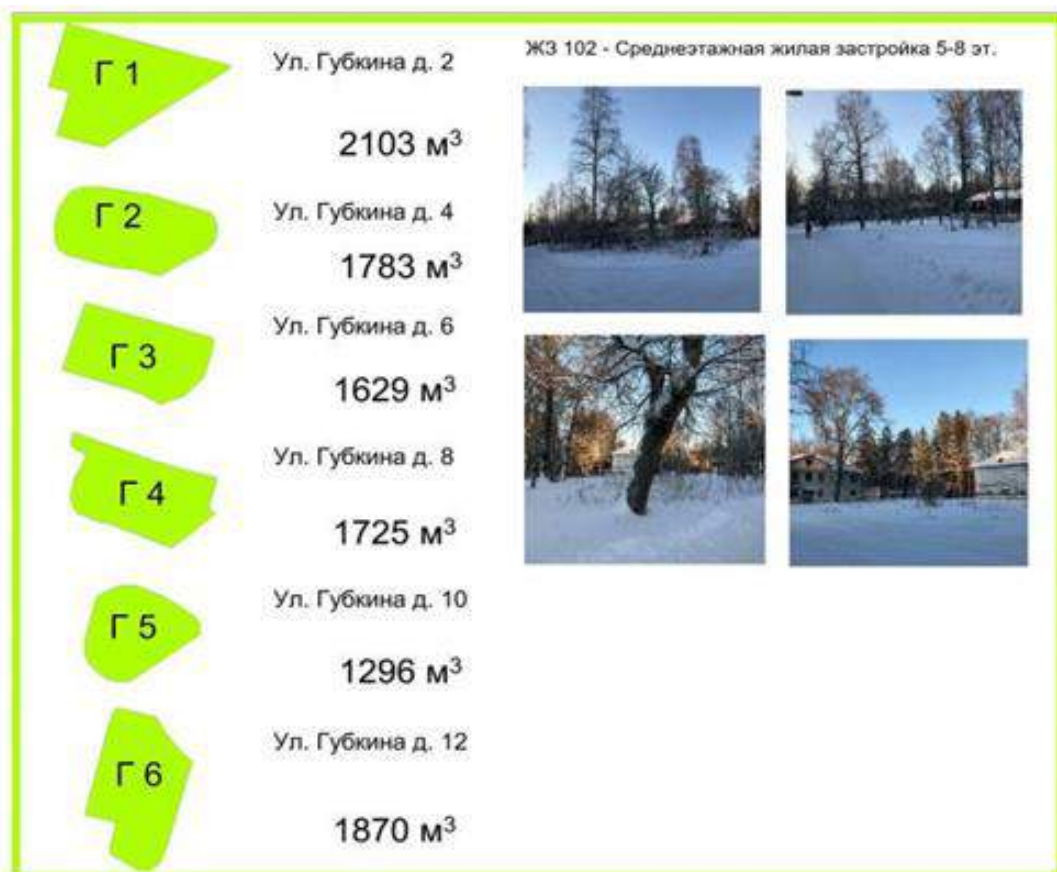 Г 1
Ул. Губкина д. 2
2103 м³
Г 2
Ул. Губкина д. 4
1783 м³
Г 3
Ул. Губкина д. 6
1629 м³
Г 4
Ул. Губкина д. 8
1725 м³
Г 5
Ул. Губкина д. 10
1296 м³
Г 6
Ул. Губкина д. 12
1870 м³
ЖЗ 102 - Среднеэтажная жилая застройка 5-8 эт.